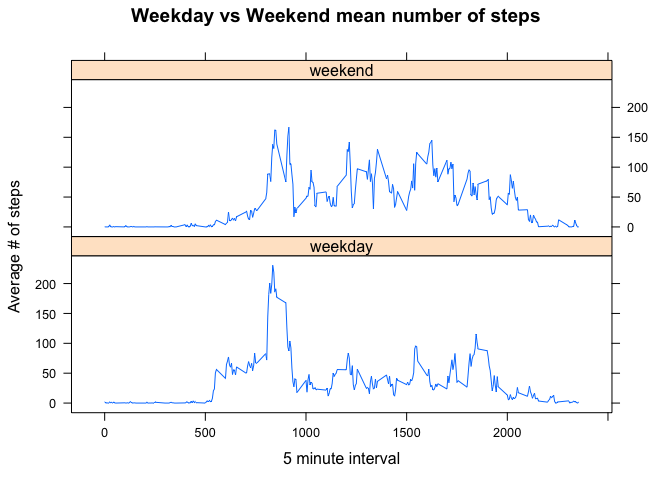 Weekday vs Weekend mean number of steps
weekend
200
150
100
50
0
weekday
200
150
100
50
0
Average # of steps
0 500 1000 1500 2000
5 minute interval